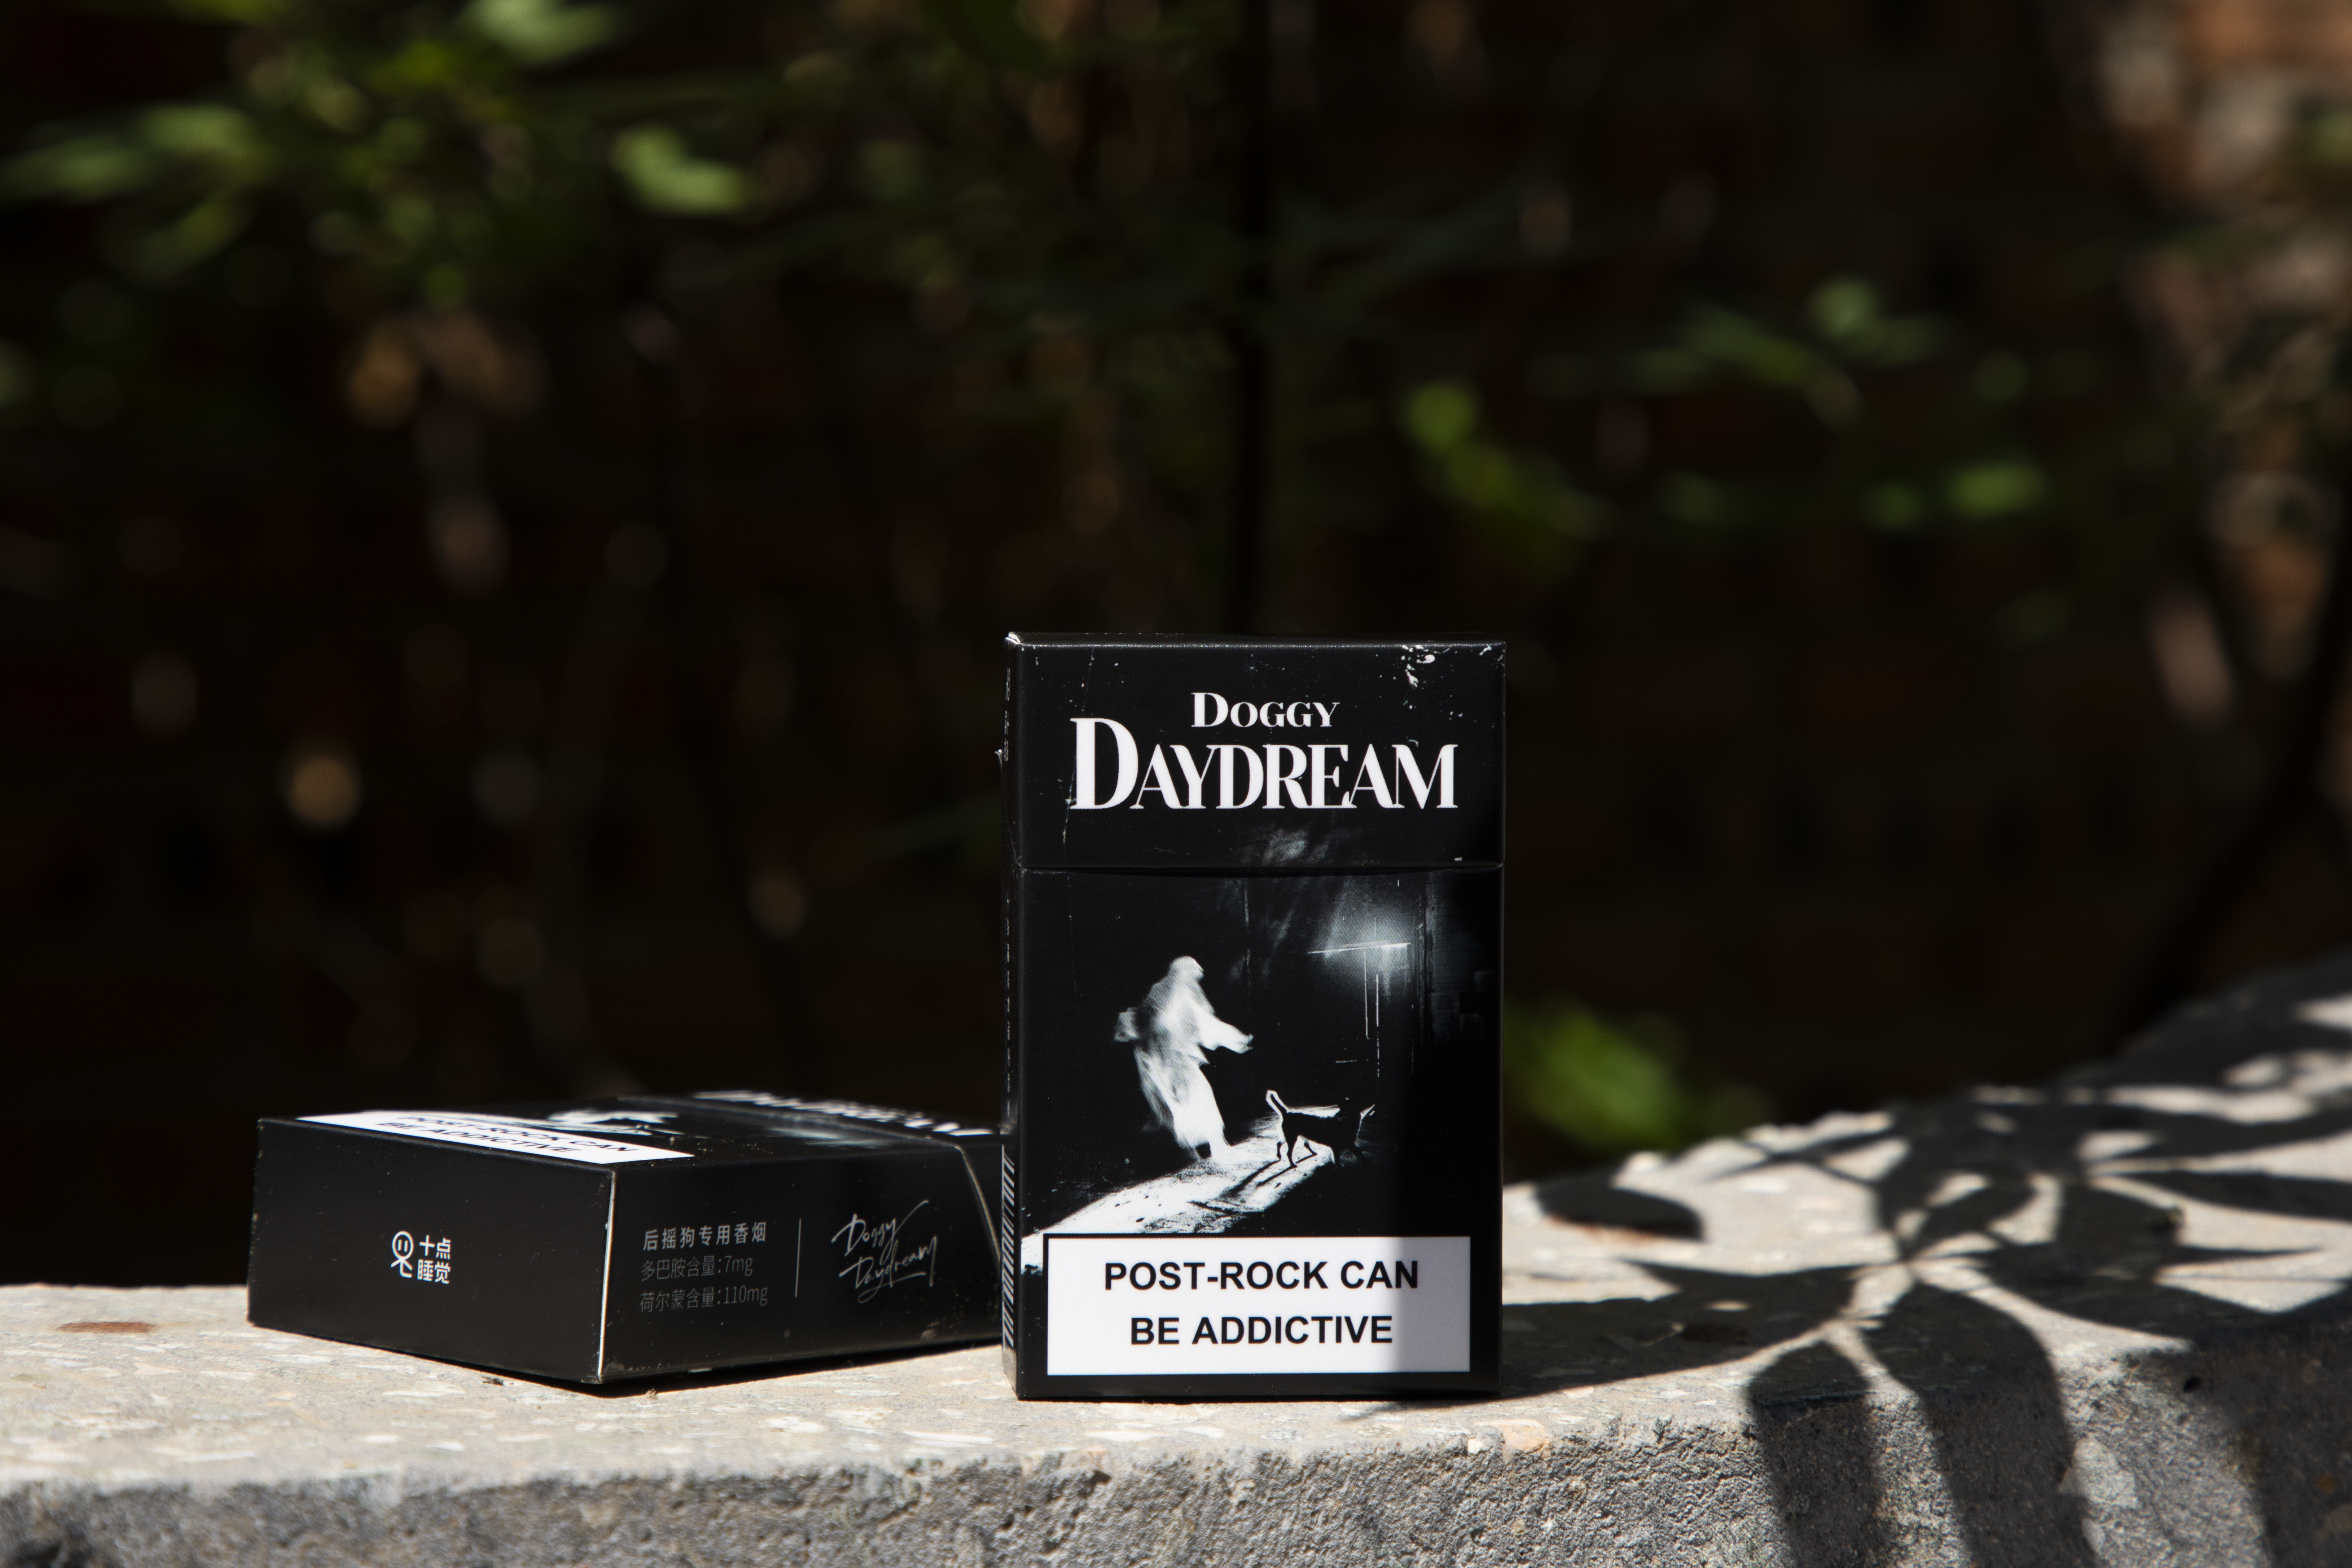 DOGGY
DAYDREAM
POST-ROCK CAN
BE ADDICTIVE
POST-ROCK CAN
BE ADDICTIVE
十点
睡觉
后摇狗专用香烟
多巴胺含量:7mg
荷尔蒙含量:110mg
Doggy
Daydream